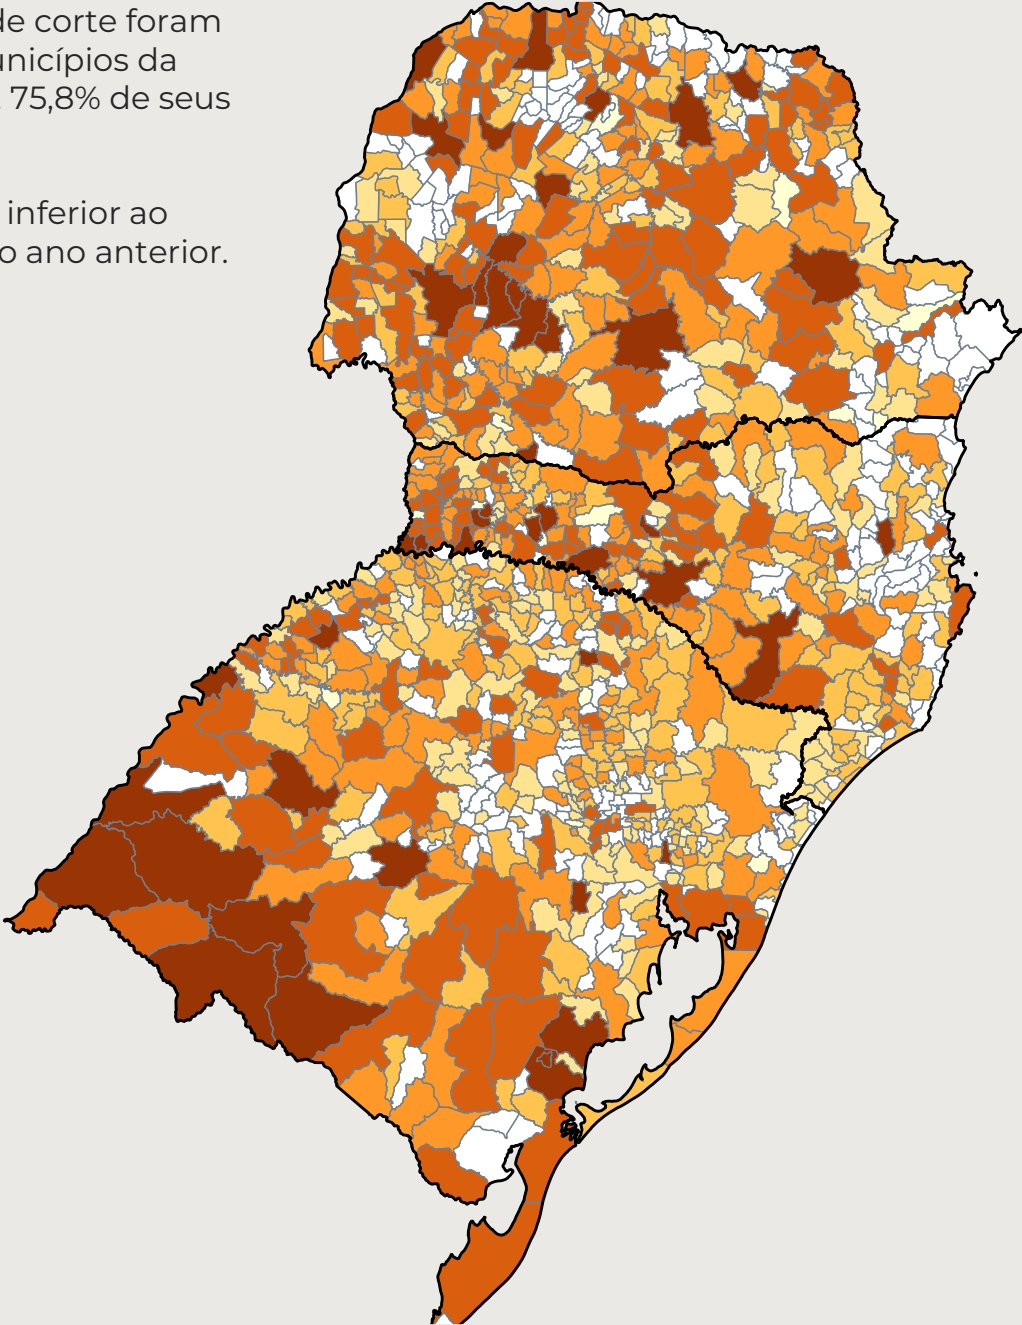 de corte foram
unicípios da
75,8% de seus
inferior ao
o ano anterior.